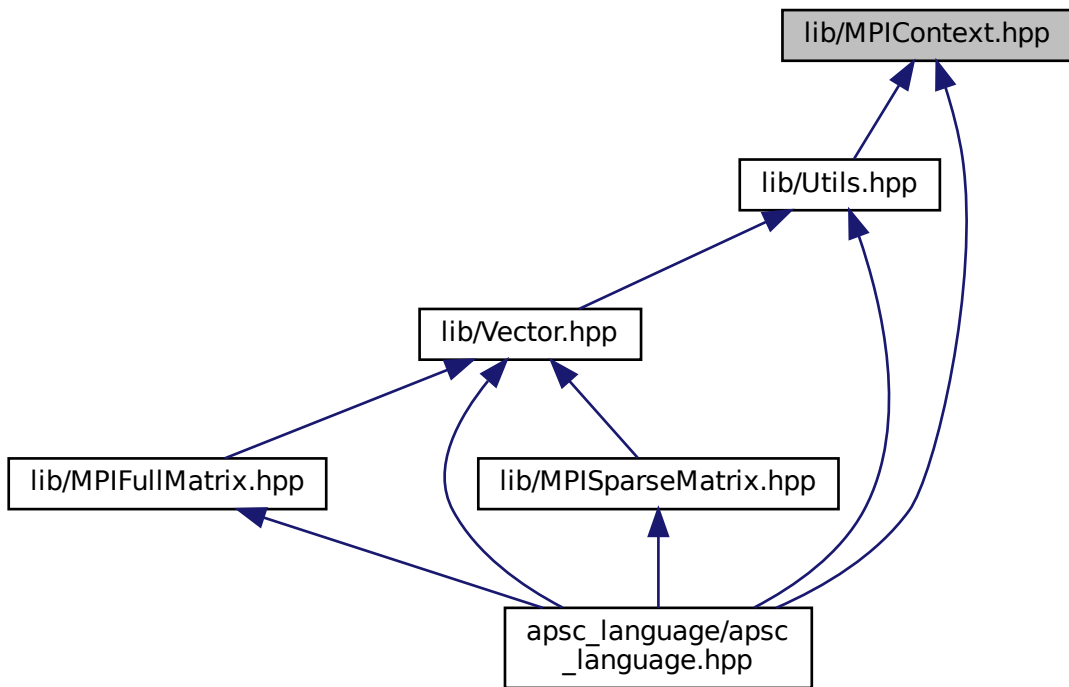 lib/MPIContext.hpp
lib/Utils.hpp
lib/Vector.hpp
lib/MPIFullMatrix.hpp
lib/MPISparseMatrix.hpp
apsc_language/apsc
_language.hpp